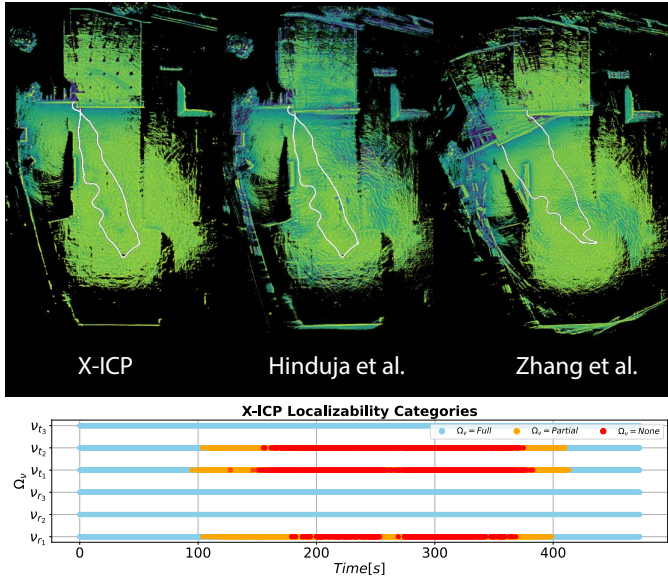 X-ICP
Hinduja et al.
Zhang et al.
X-ICP Localizability Categories
Ων = Full
Ων = Partial
Ων = None
Ων
νt3
νt2
νt1
νr3
νr2
νr1
0
100
200
300
400
Time[s]